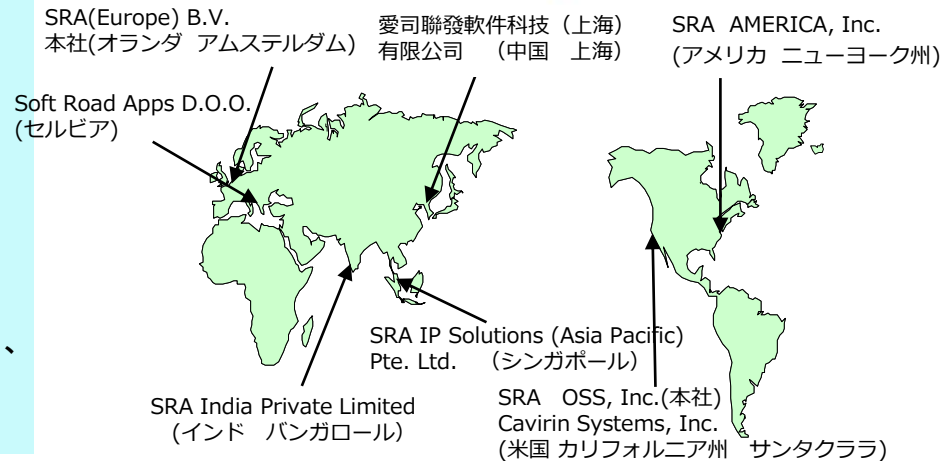 SRA(Europe) B.V.
本社(オランダ アムステルダム)
愛司聯發軟件科技(上海)
有限公司 (中国 上海)
SRA AMERICA, Inc.
(アメリカ ニューヨーク州)
Soft Road Apps D.O.O.
(セルビア)
SRA IP Solutions (Asia Pacific)
Pte. Ltd. (シンガポール)
、
SRA India Private Limited
(インド バンガロール)
SRA OSS, Inc.(本社)
Cavirin Systems, Inc.
(米国 カリフォルニア州 サンタクララ)